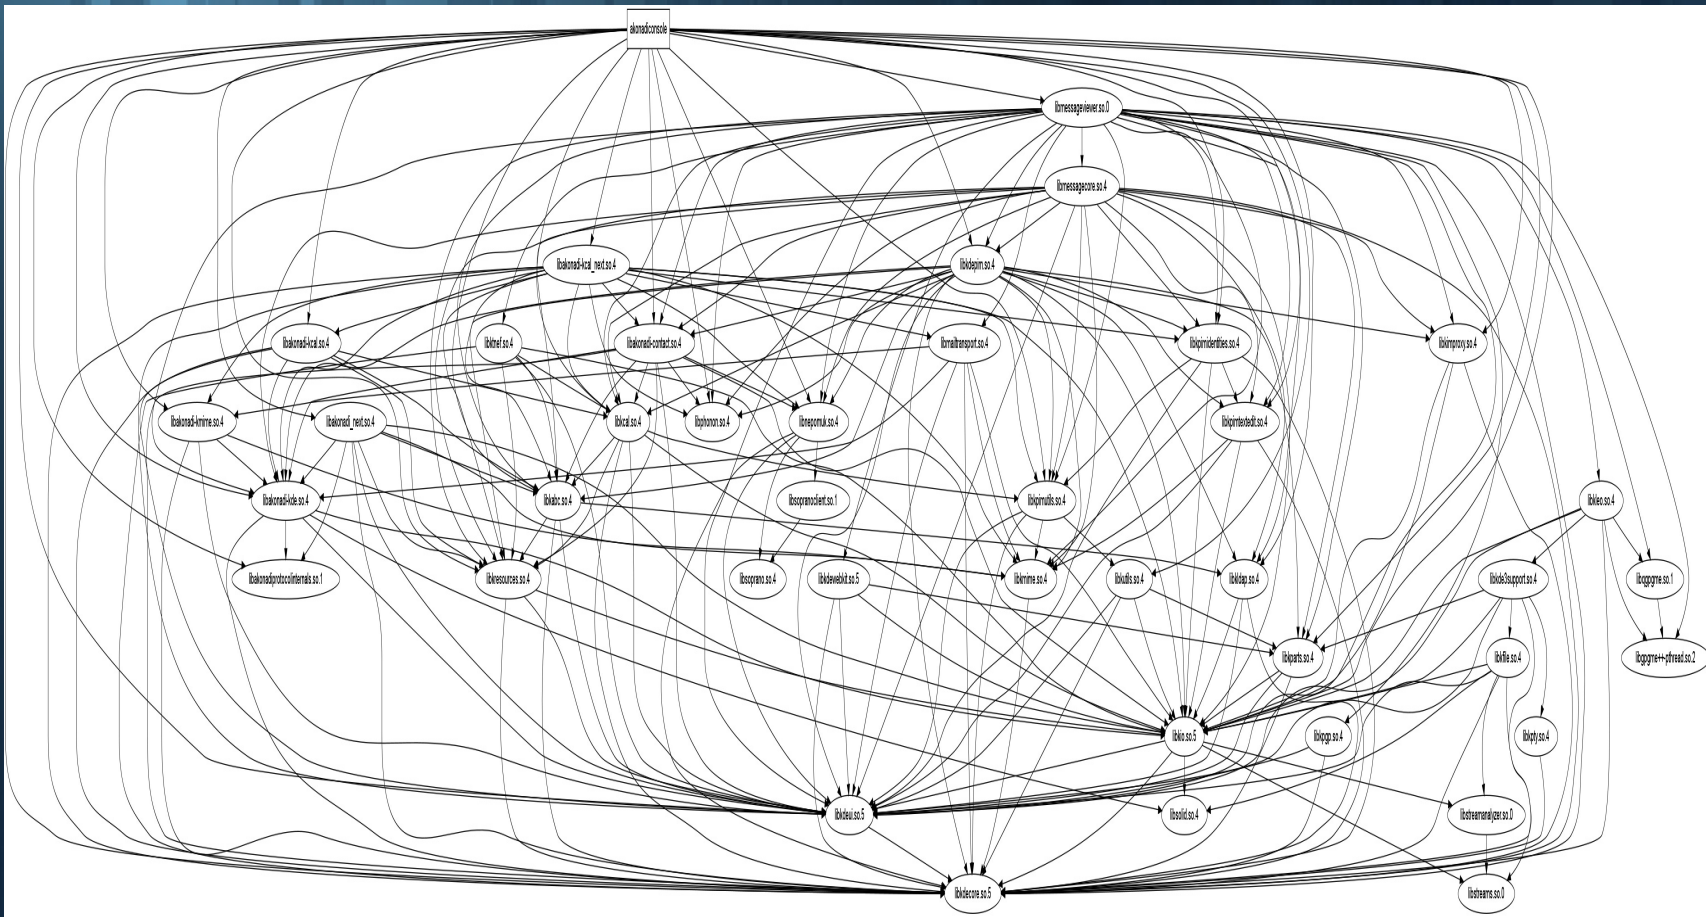 akonadiconsole
libmessageviewer.so.0
libmessagecore.so.4
libakonadi-kcal_next.so.4
libkdepim.so.4
libakonadi-kcal.so.4
libktnef.so.4
libakonadi-contact.so.4
libmailtransport.so.4
libkpimidentities.so.4
libkimproxy.so.4
libakonadi-kmime.so.4
libakonadi_next.so.4
libkcal.so.4
libphonon.so.4
libnepomuk.so.4
libkpimtextedit.so.4
libakonadi-kde.so.4
libkabc.so.4
libsopranoclient.so.1
libkpimutils.so.4
libkleo.so.4
libakonadiprotocolinternals.so.1
libkresources.so.4
libsoprano.so.4
libkdewebkit.so.5
libkmime.so.4
libkutils.so.4
libkldap.so.4
libkde3support.so.4
libqgpgme.so.1
libkparts.so.4
libkfile.so.4
libgpgme++-pthread.so.2
libkio.so.5
libkpgp.so.4
libkpty.so.4
libkdeui.so.5
libsolid.so.4
libstreamanalyzer.so.0
libkdecore.so.5
libstreams.so.0